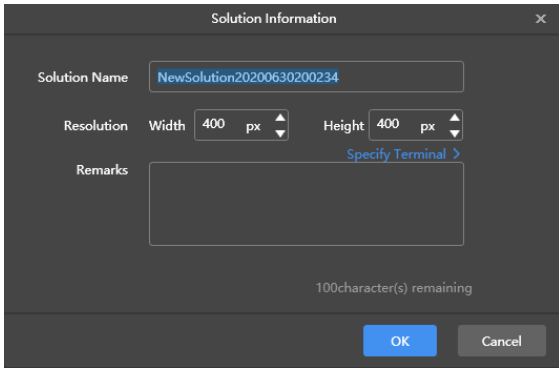 Solution Information
Solution Name NewSolution20200630200234
Resolution Width 400 px Height 400 px
Specify Terminal >
Remarks
100character(s) remaining
OK Cancel